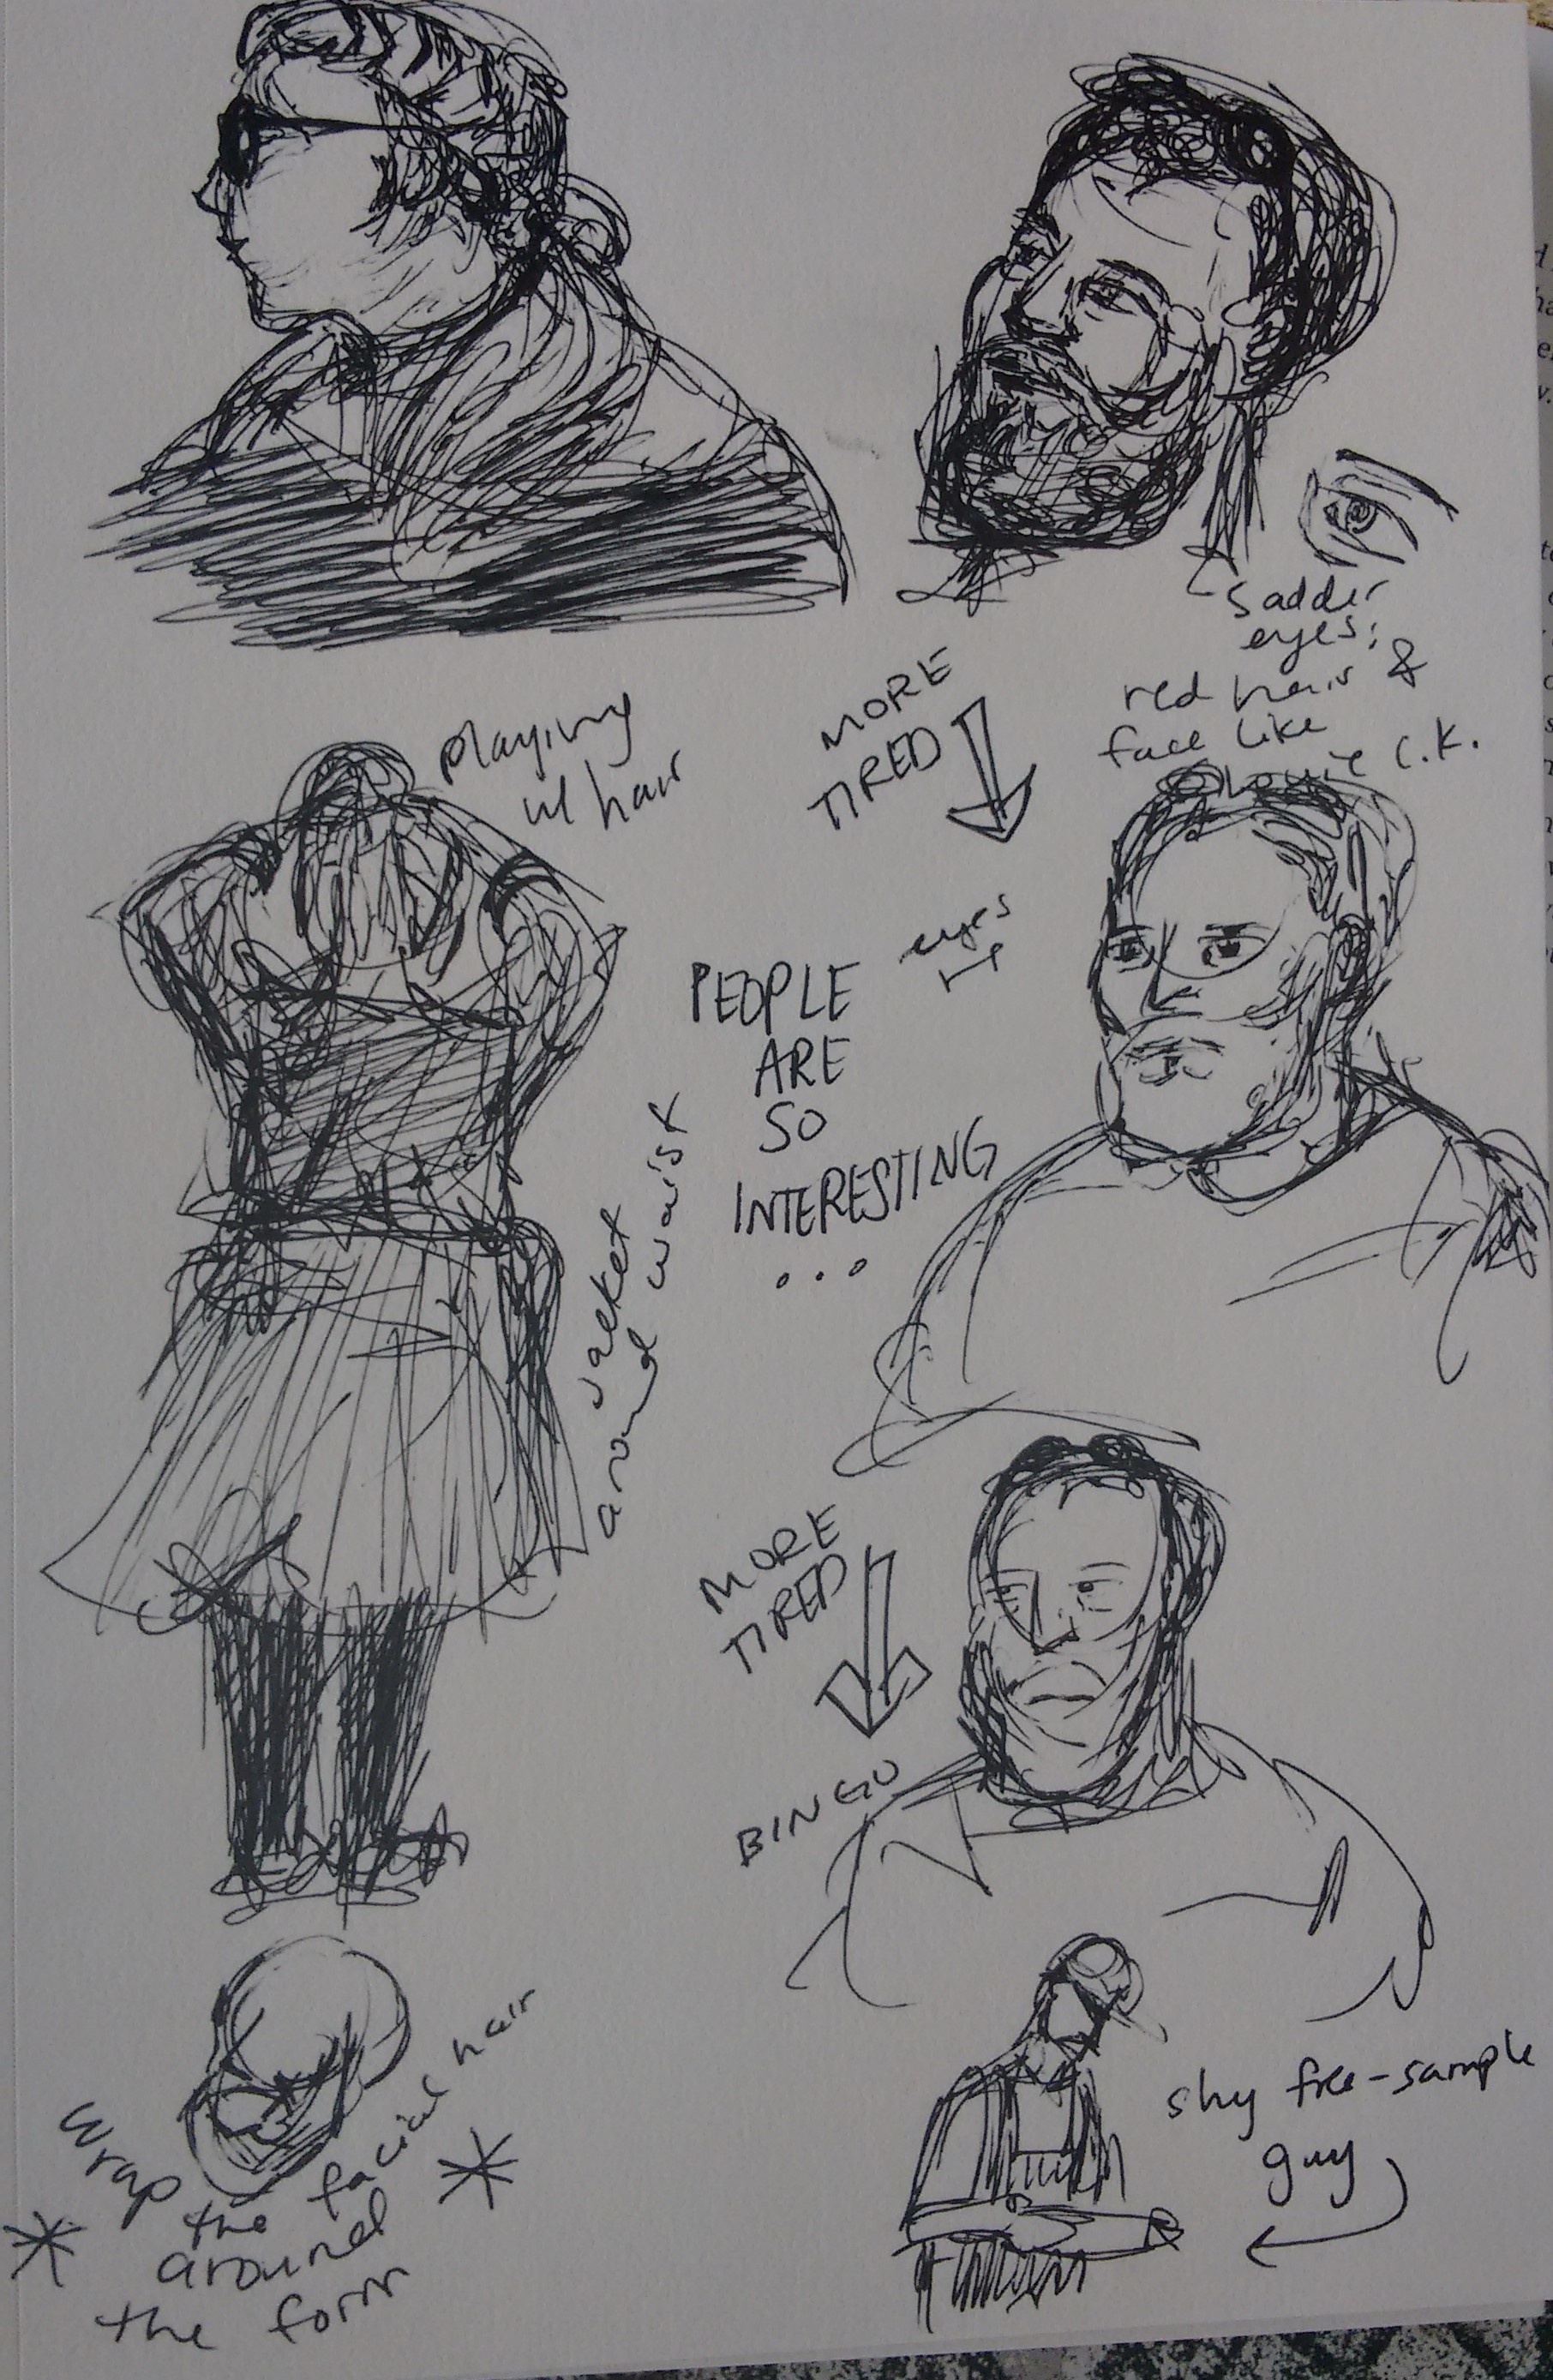 sadder
eyes;
red hair &
face like
Louie C.K.
MORE
TIRED
playing
w/ hair
eyes
PEOPLE
ARE
SO
INTERESTING
...
jacket
around waist
MORE
TIRED
BINGO
shy free-sample
guy
* wrap
the facial hair *
around
the form